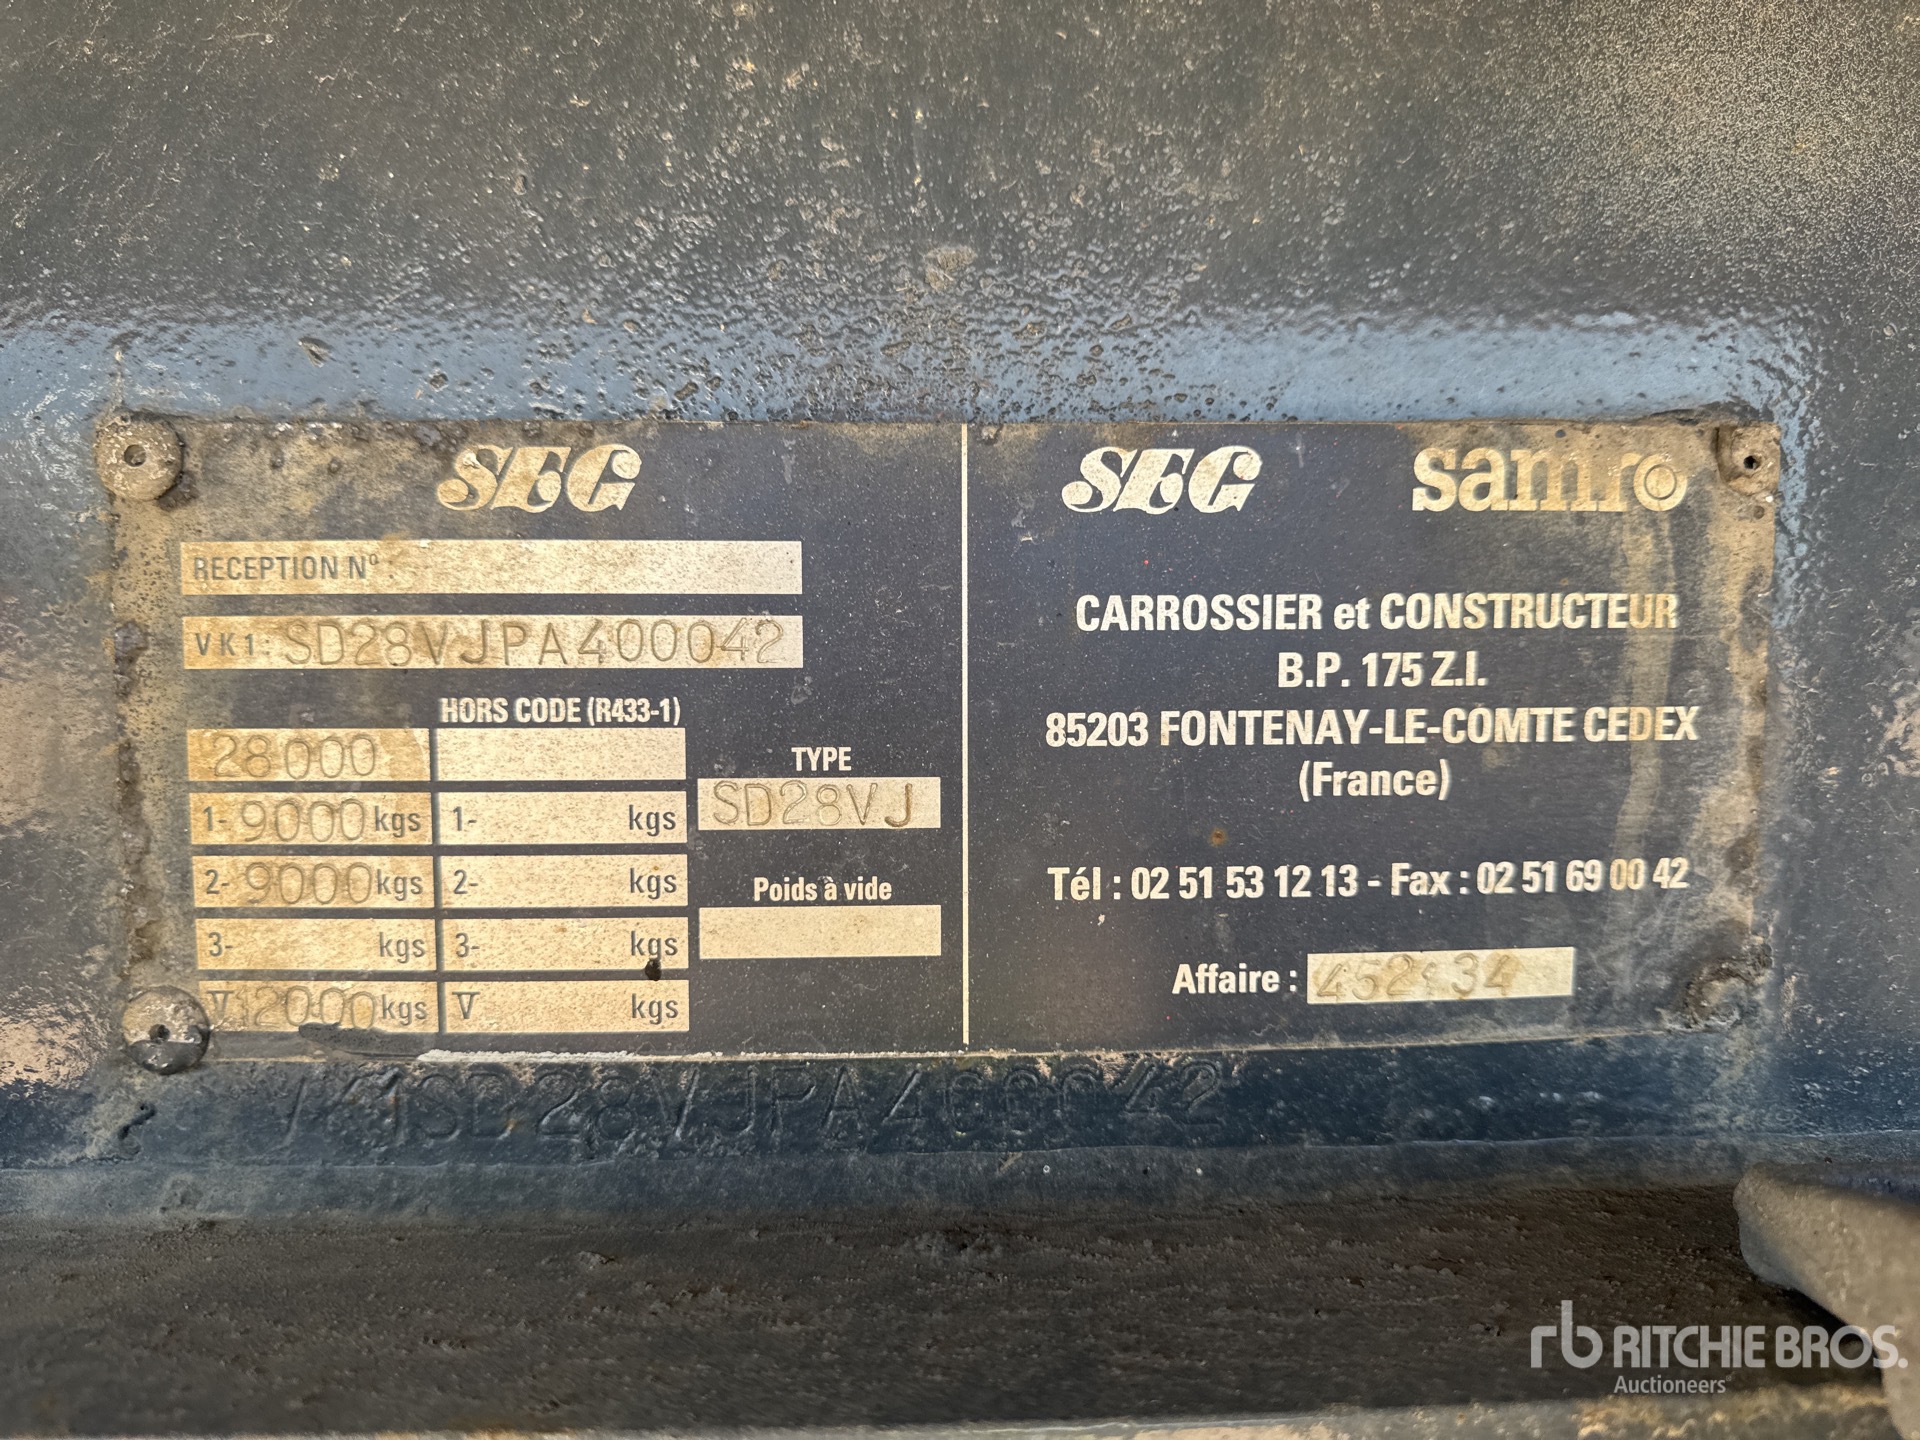 SEG
RECEPTION N° :
VK1: SD28VJPA400042
HORS CODE (R433-1)
28000
1- 9000 kgs 1- kgs
2- 9000 kgs 2- kgs
3- kgs 3- kgs
V 12000 kgs V kgs
TYPE
SD28VJ
Poids à vide
SEG samro
CARROSSIER et CONSTRUCTEUR
B.P. 175 Z.I.
85203 FONTENAY-LE-COMTE CEDEX
(France)
Tél : 02 51 53 12 13 - Fax : 02 51 69 00 42
Affaire :
VK1SD28VJPA400042
rb RITCHIE BROS.
Auctioneers